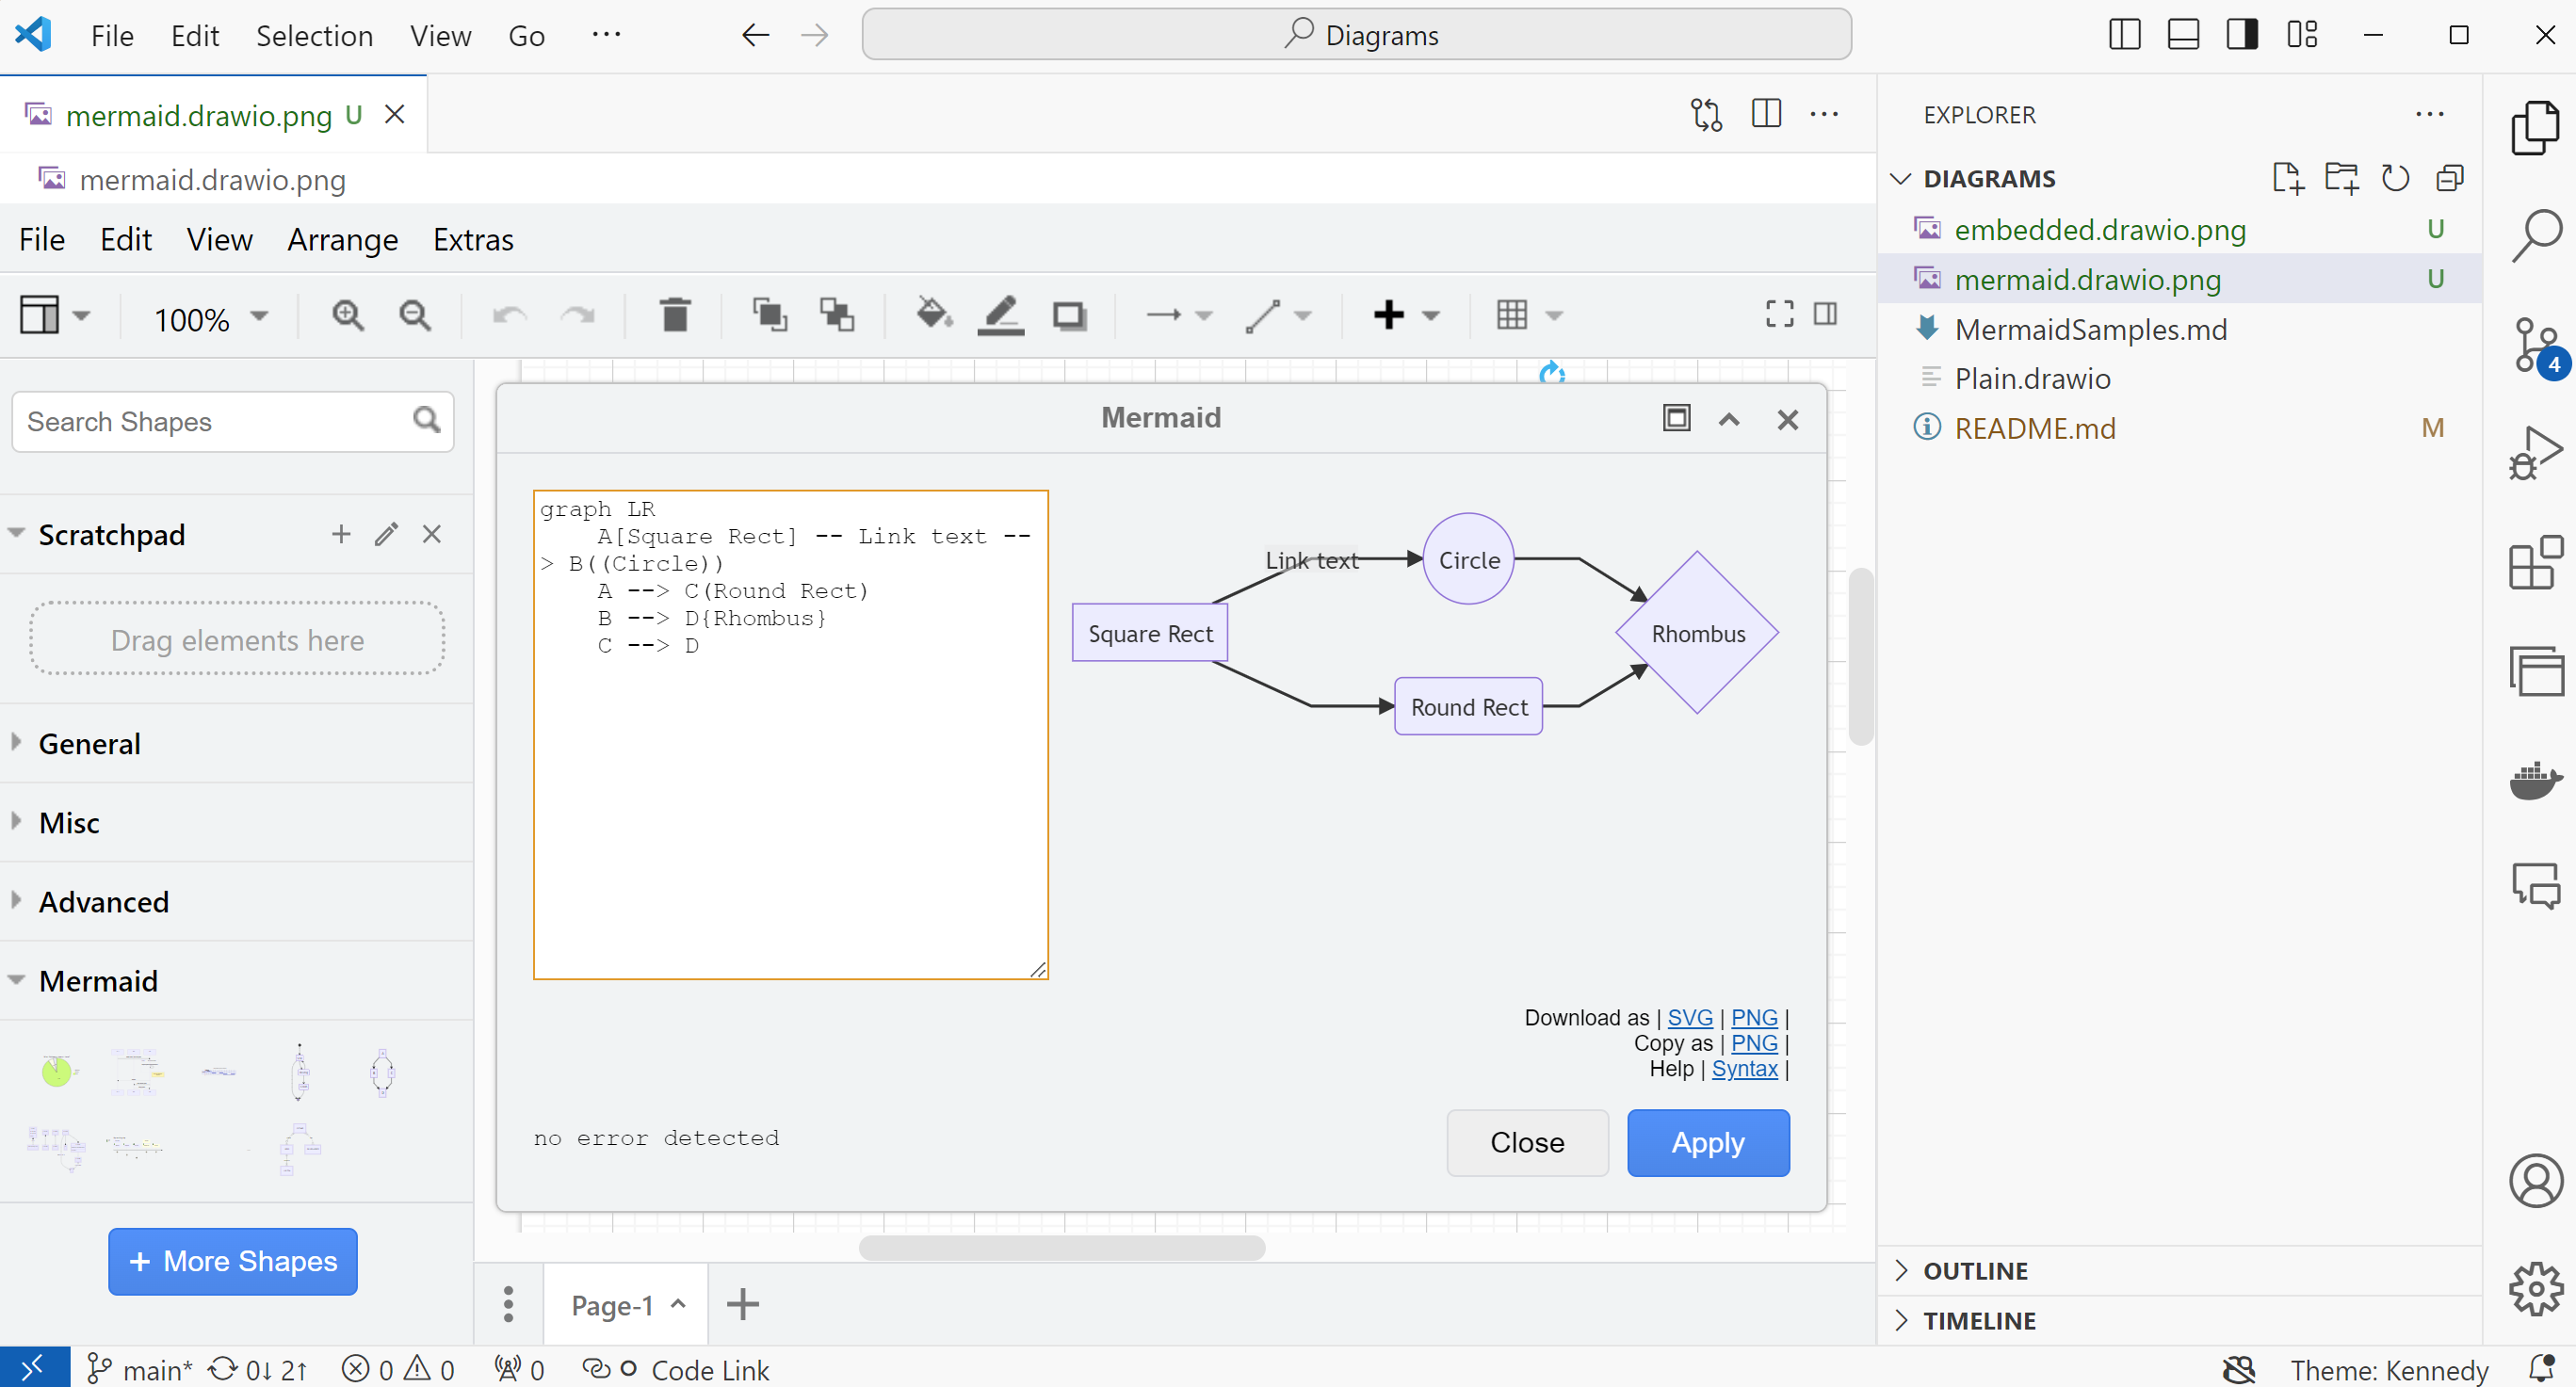 File Edit Selection View Go ··· Diagrams
mermaid.drawio.png U
mermaid.drawio.png
File Edit View Arrange Extras
100%
Search Shapes
Scratchpad
Drag elements here
General
Misc
Advanced
Mermaid
+ More Shapes
Mermaid
graph LR
A[Square Rect] -- Link text --
> B((Circle))
A --> C(Round Rect)
B --> D{Rhombus}
C --> D
Link text
Circle
Square Rect
Rhombus
Round Rect
Download as | SVG | PNG |
Copy as | PNG |
Help | Syntax |
no error detected
Close Apply
Page-1
EXPLORER
DIAGRAMS
embedded.drawio.png U
mermaid.drawio.png U
MermaidSamples.md
Plain.drawio
README.md M
4
OUTLINE
TIMELINE
main* 0↓ 2↑ 0 0 0 Code Link Theme: Kennedy